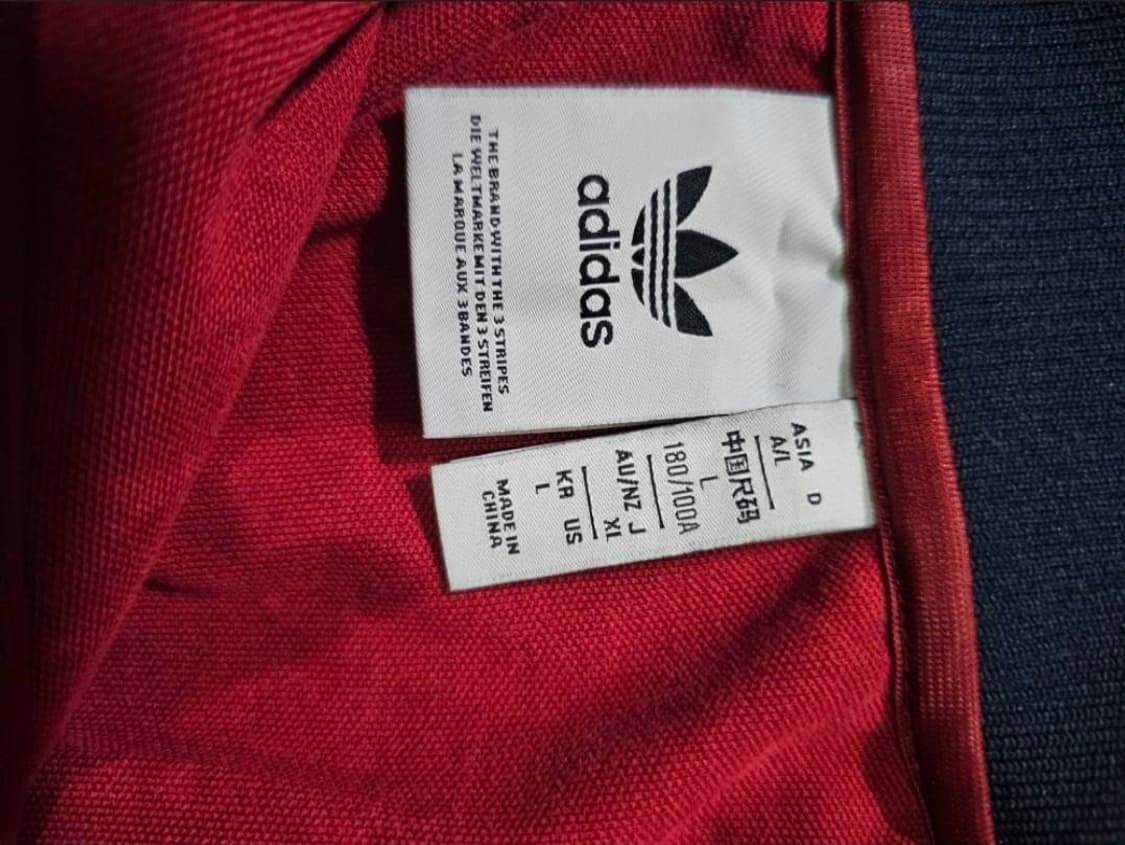 adidas
THE BRAND WITH THE 3 STRIPES
DIE WELTMARKE MIT DEN 3 STREIFEN
LA MARQUE AUX 3 BANDES
ASIA D
A/L
中国尺码
L
180/100A
AU/NZ J
XL
KR US
L
MADE IN
CHINA